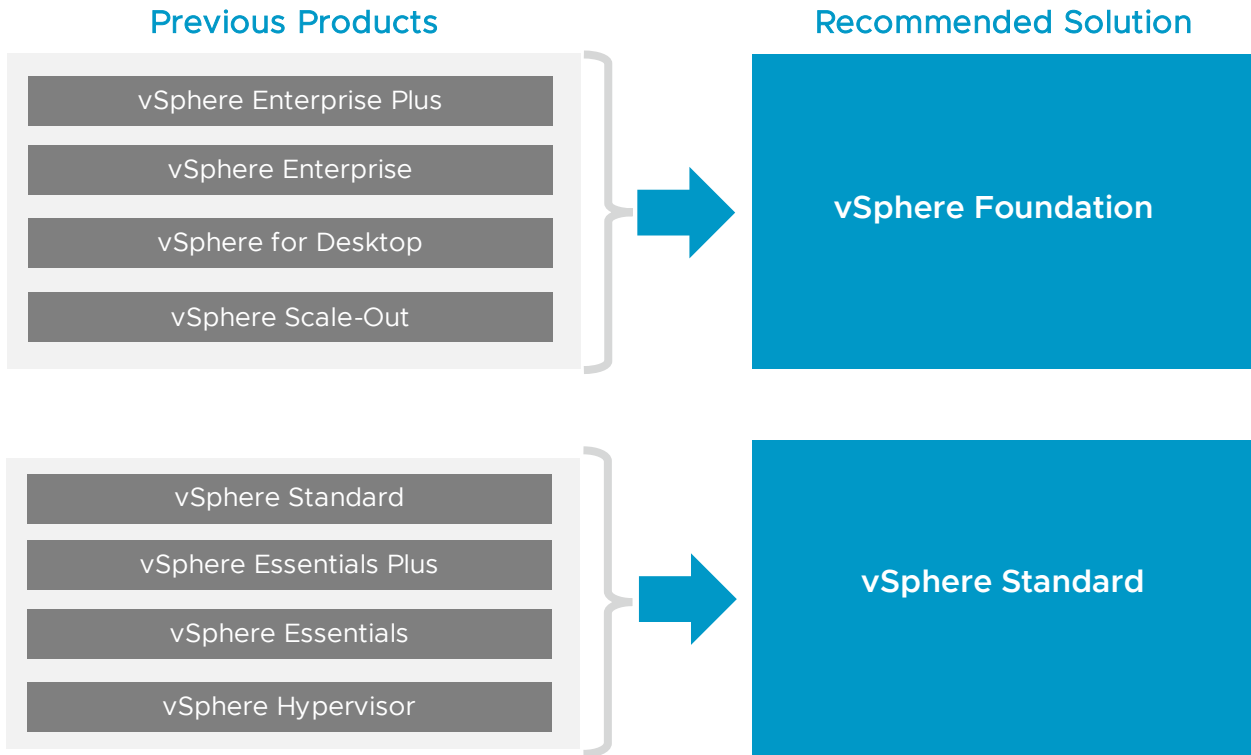 Previous Products
Recommended Solution
vSphere Enterprise Plus
vSphere Enterprise
vSphere for Desktop
vSphere Scale-Out
vSphere Foundation
vSphere Standard
vSphere Essentials Plus
vSphere Essentials
vSphere Hypervisor
vSphere Standard